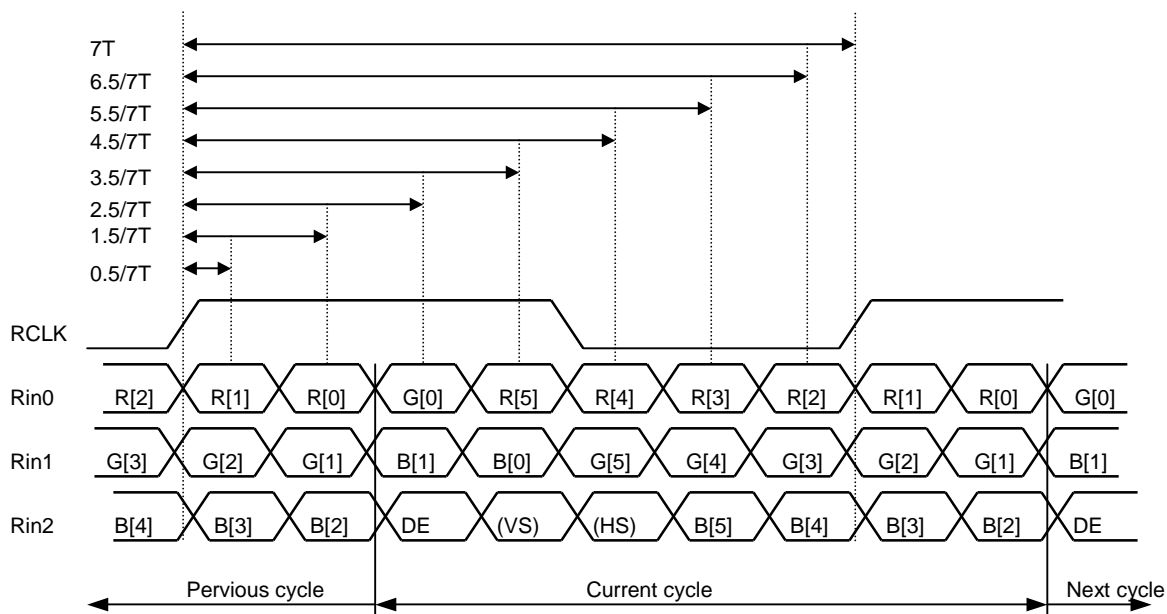 7T
6.5/7T
5.5/7T
4.5/7T
3.5/7T
2.5/7T
1.5/7T
0.5/7T
RCLK
Rin0 R[2] R[1] R[0] G[0] R[5] R[4] R[3] R[2] R[1] R[0] G[0]
Rin1 G[3] G[2] G[1] B[1] B[0] G[5] G[4] G[3] G[2] G[1] B[1]
Rin2 B[4] B[3] B[2] DE (VS) (HS) B[5] B[4] B[3] B[2] DE
Pervious cycle Current cycle Next cycle